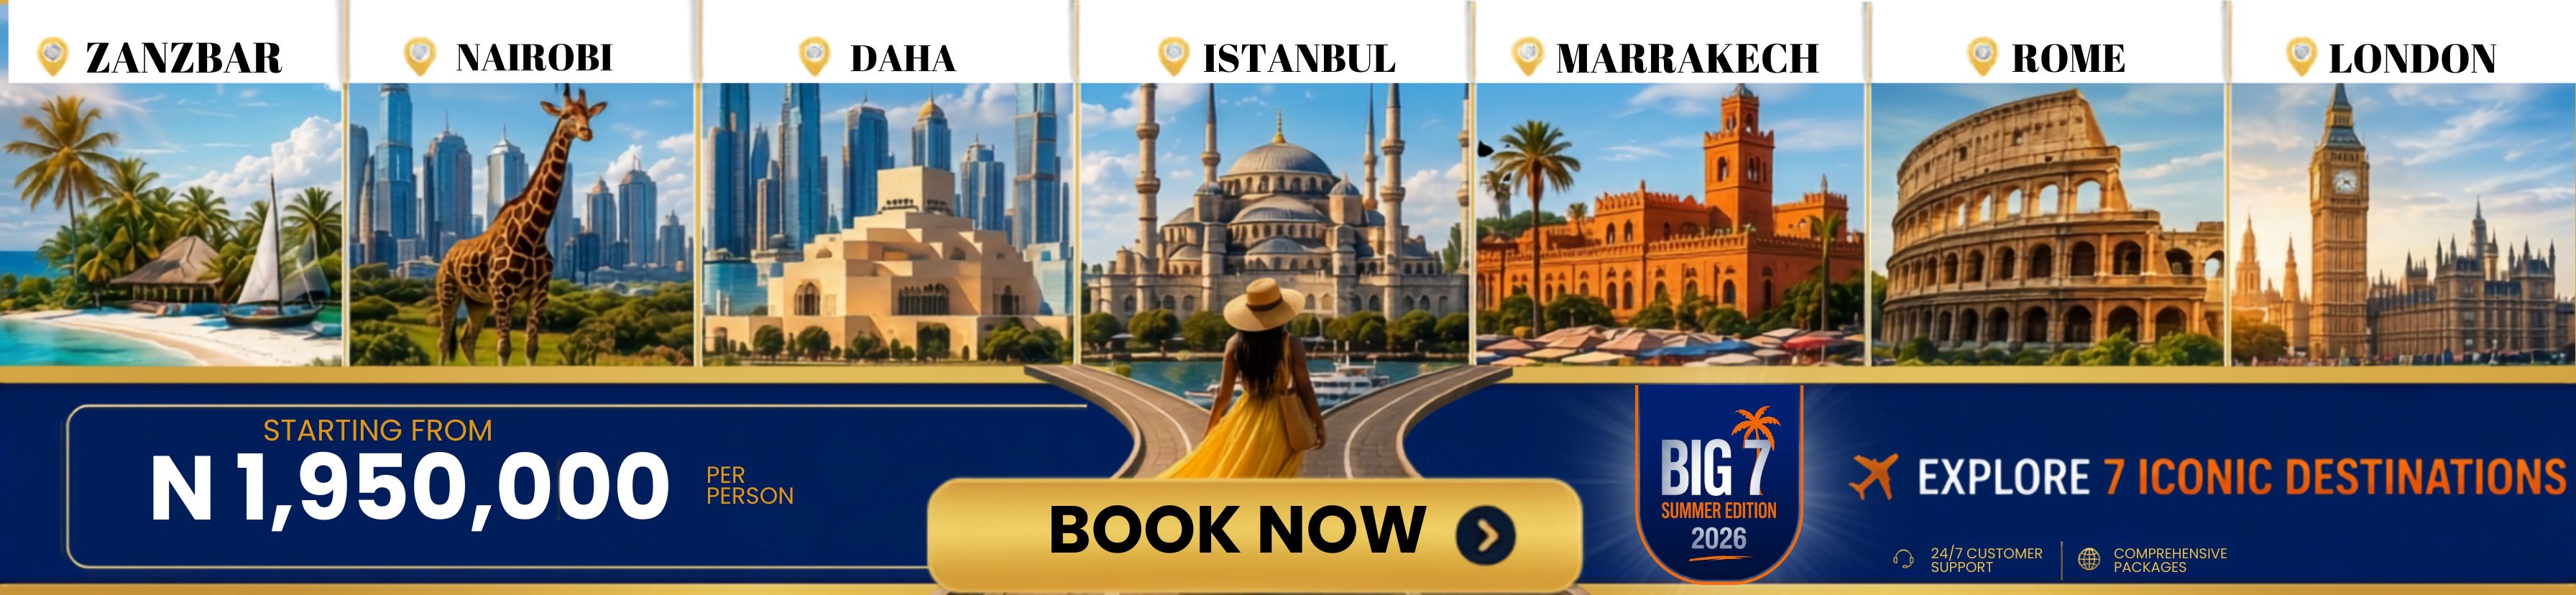 ZANZBAR
NAIROBI
DAHA
ISTANBUL
MARRAKECH
ROME
LONDON
STARTING FROM
N 1,950,000
PER
PERSON
BOOK NOW
BIG 7
SUMMER EDITION
2026
EXPLORE 7 ICONIC DESTINATIONS
24/7 CUSTOMER
SUPPORT
COMPREHENSIVE
PACKAGES